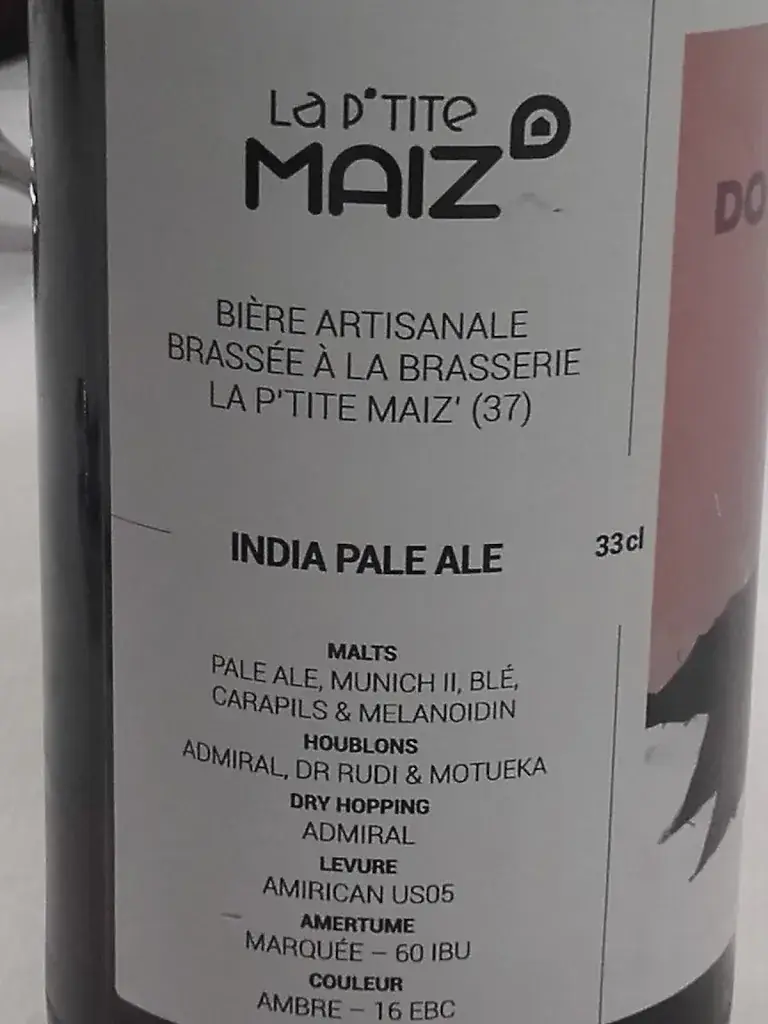 La P'TITE
MAIZ'
BIÈRE ARTISANALE
BRASSÉE À LA BRASSERIE
LA P'TITE MAIZ' (37)
INDIA PALE ALE
33cl
MALTS
PALE ALE, MUNICH II, BLÉ,
CARAPILS & MELANOIDIN
HOUBLONS
ADMIRAL, DR RUDI & MOTUEKA
DRY HOPPING
ADMIRAL
LEVURE
AMIRICAN US05
AMERTUME
MARQUÉE – 60 IBU
COULEUR
AMBRE – 16 EBC
DO